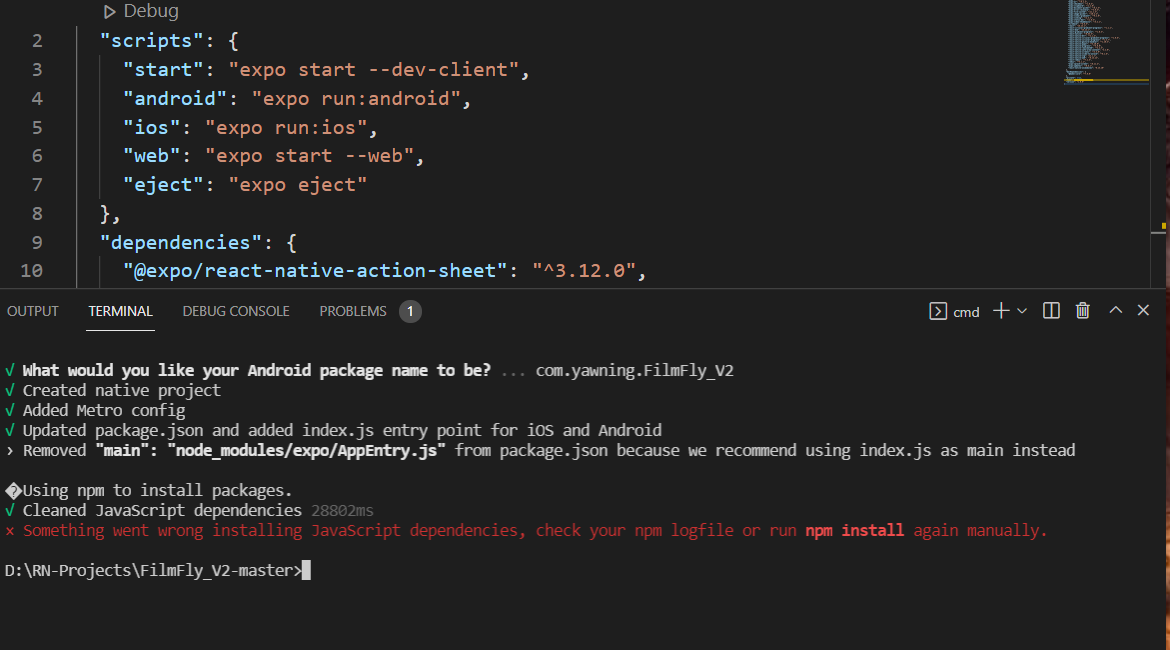 Debug
2 "scripts": {
3 "start": "expo start --dev-client",
4 "android": "expo run:android",
5 "ios": "expo run:ios",
6 "web": "expo start --web",
7 "eject": "expo eject"
8 },
9 "dependencies": {
10 "@expo/react-native-action-sheet": "^3.12.0",
OUTPUT TERMINAL DEBUG CONSOLE PROBLEMS 1 cmd
√ What would you like your Android package name to be? ... com.yawning.FilmFly_V2
√ Created native project
√ Added Metro config
√ Updated package.json and added index.js entry point for iOS and Android
› Removed "main": "node_modules/expo/AppEntry.js" from package.json because we recommend using index.js as main instead
�Using npm to install packages.
√ Cleaned JavaScript dependencies 28802ms
× Something went wrong installing JavaScript dependencies, check your npm logfile or run npm install again manually.
D:\RN-Projects\FilmFly_V2-master>